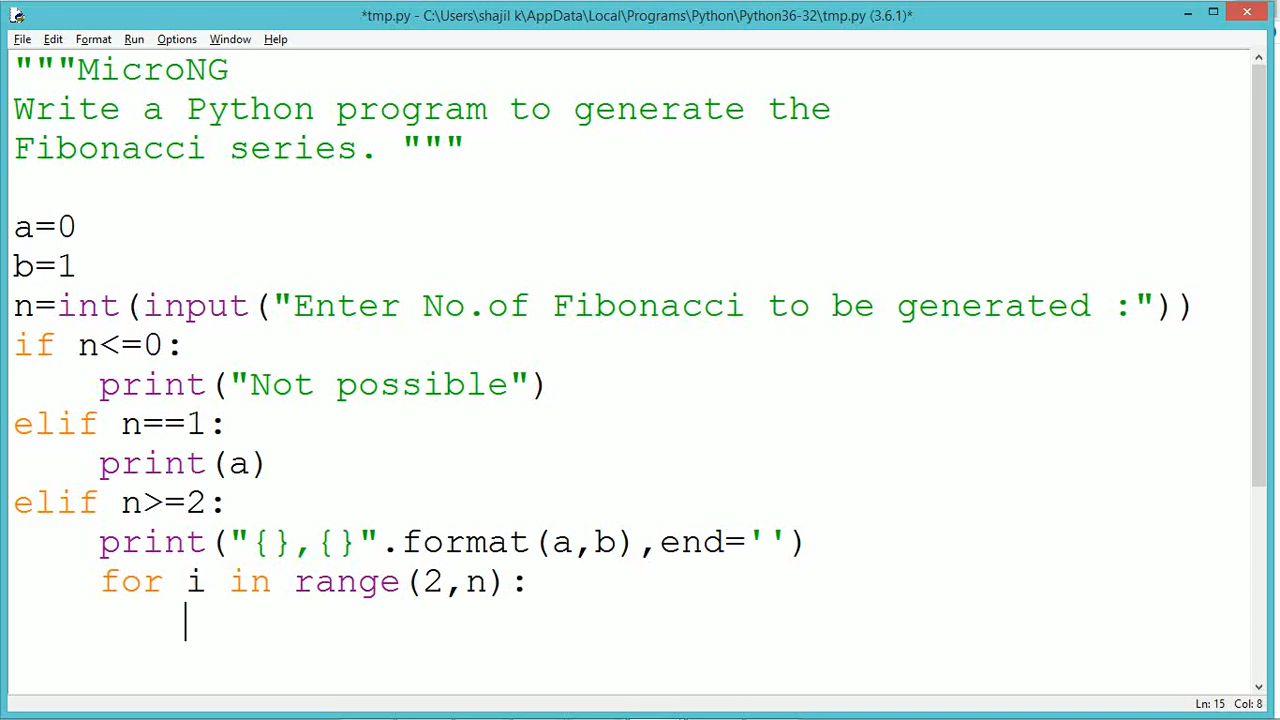 *tmp.py - C:\Users\shajil k\AppData\Local\Programs\Python\Python36-32\tmp.py (3.6.1)*
File Edit Format Run Options Window Help
"""MicroNG
Write a Python program to generate the
Fibonacci series. """
a=0
b=1
n=int(input("Enter No.of Fibonacci to be generated :"))
if n<=0:
    print("Not possible")
elif n==1:
    print(a)
elif n>=2:
    print("{},{}".format(a,b),end='')
    for i in range(2,n):
Ln: 15 Col: 8